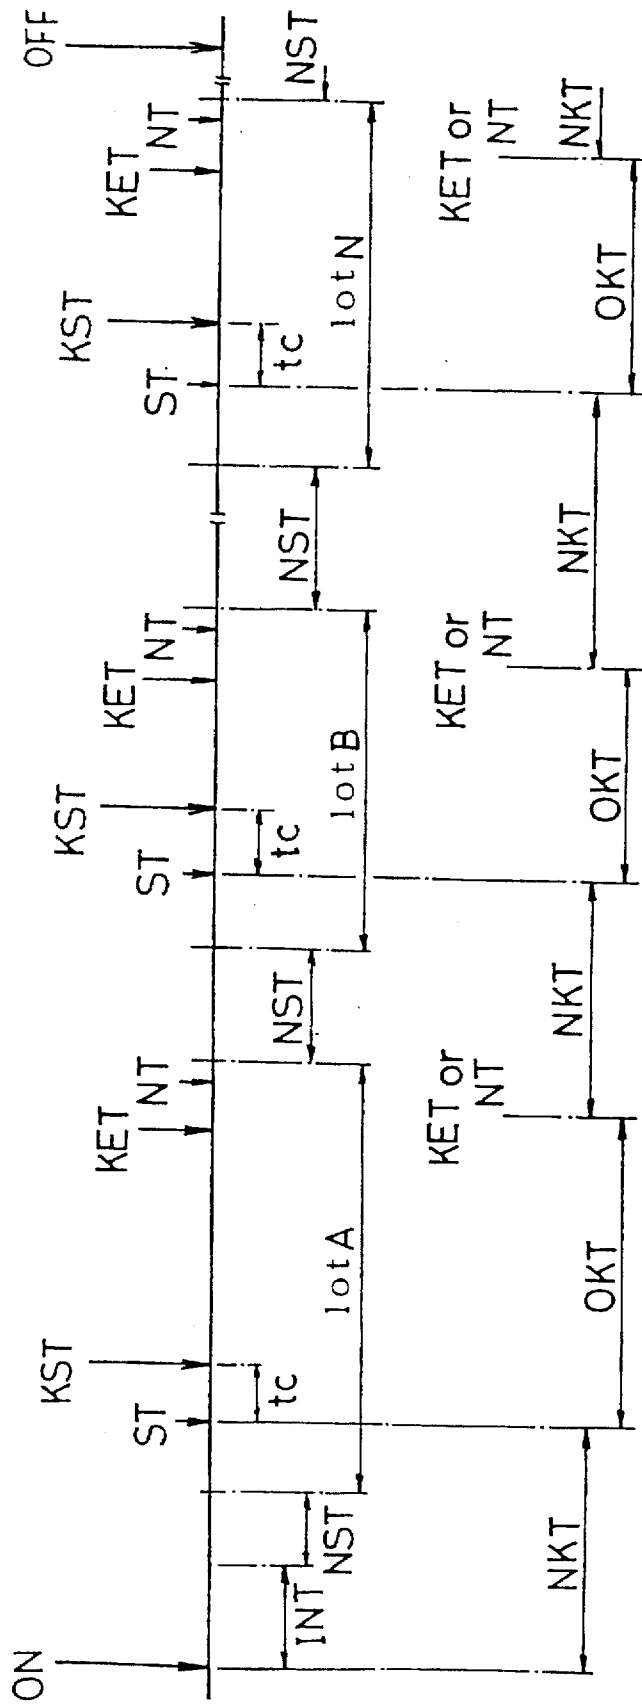 ON
ST
KST
KET
NT
ST
KST
KET
NT
ST
KST
KET
NT
OFF
INT
NST
tc
lot A
NST
tc
lot B
NST
tc
lot N
NST
NKT
OKT
KET or
NT
NKT
OKT
KET or
NT
NKT
OKT
KET or
NT
NKT